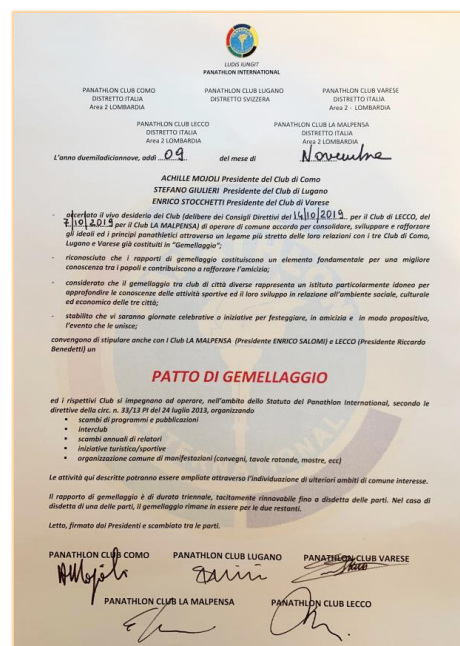 LUDIS IUNGIT
PANATHLON INTERNATIONAL
PANATHLON CLUB COMO
DISTRETTO ITALIA
Area 2 LOMBARDIA
PANATHLON CLUB LUGANO
DISTRETTO SVIZZERA
PANATHLON CLUB VARESE
DISTRETTO ITALIA
Area 2 - LOMBARDIA
PANATHLON CLUB LECCO
DISTRETTO ITALIA
Area 2 LOMBARDIA
PANATHLON CLUB LA MALPENSA
DISTRETTO ITALIA
Area 2 LOMBARDIA
L'anno duemiladiciannove, addì 09 del mese di Novembre
ACHILLE MOJOLI Presidente del Club di Como
STEFANO GIULIERI Presidente del Club di Lugano
ENRICO STOCCHETTI Presidente del Club di Varese
- accertato il vivo desiderio dei Club (delibere dei Consigli Direttivi del 14/10/2019 per il Club di LECCO, del
7/10/2019 per il Club LA MALPENSA) di operare di comune accordo per consolidare, sviluppare e rafforzare
gli ideali ed i principi panathletici attraverso un legame più stretto delle loro relazioni con i tre Club di Como,
Lugano e Varese già costituiti in "Gemellaggio";
- riconosciuto che i rapporti di gemellaggio costituiscono un elemento fondamentale per una migliore
conoscenza tra i popoli e contribuiscono a rafforzare l'amicizia;
- considerato che il gemellaggio tra club di città diverse rappresenta un istituto particolarmente idoneo per
approfondire le conoscenze delle attività sportive ed il loro sviluppo in relazione all'ambiente sociale, culturale
ed economico delle tre città;
- stabilito che vi saranno giornate celebrative o iniziative per festeggiare, in amicizia e in modo propositivo,
l'evento che le unisce;
convengono di stipulare anche con I Club LA MALPENSA (Presidente ENRICO SALOMI) e LECCO (Presidente Riccardo
Benedetti) un
PATTO DI GEMELLAGGIO
ed i rispettivi Club si impegnano ad operare, nell'ambito dello Statuto del Panathlon International, secondo le
direttive della circ. n. 33/13 PI del 24 luglio 2013, organizzando
• scambi di programmi e pubblicazioni
• interclub
• scambi annuali di relatori
• iniziative turistico/sportive
• organizzazione comune di manifestazioni (convegni, tavole rotonde, mostre, ecc)
Le attività qui descritte potranno essere ampliate attraverso l'individuazione di ulteriori ambiti di comune interesse.
Il rapporto di gemellaggio è di durata triennale, tacitamente rinnovabile fino a disdetta delle parti. Nel caso di
disdetta di una delle parti, il gemellaggio rimane in essere per le due restanti.
Letto, firmato dai Presidenti e scambiato tra le parti.
PANATHLON CLUB COMO
PANATHLON CLUB LUGANO
PANATHLON CLUB VARESE
PANATHLON CLUB LA MALPENSA
PANATHLON CLUB LECCO